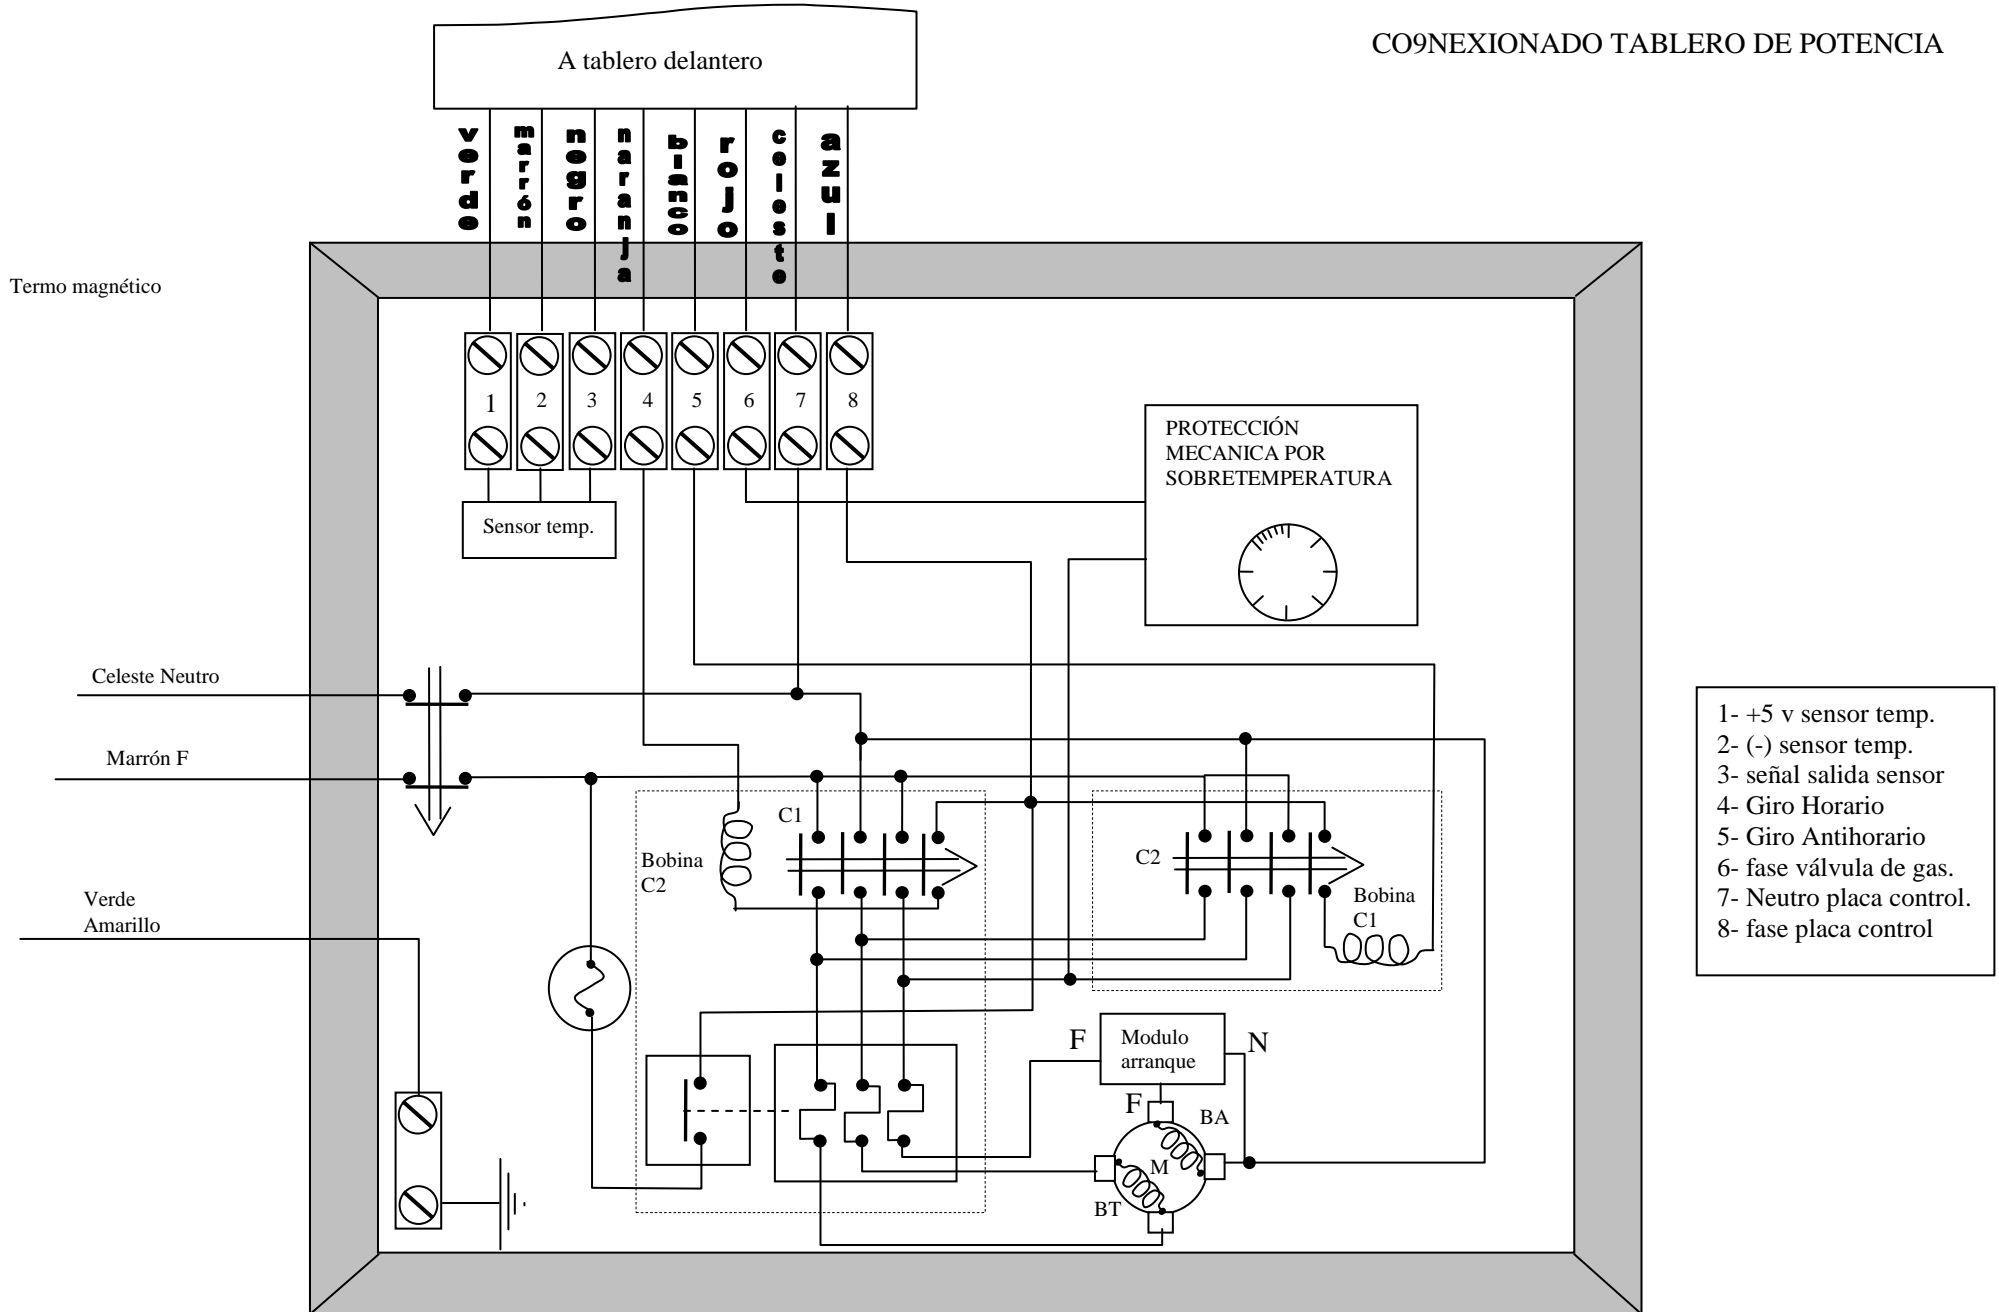 CO9NEXIONADO TABLERO DE POTENCIA
A tablero delantero
verde
marrón
negro
naranja
blanco
rojo
celeste
azul
Termo magnético
1
2
3
4
5
6
7
8
PROTECCIÓN
MECANICA POR
SOBRETEMPERATURA
Sensor temp.
Celeste Neutro
Marrón F
1- +5 v sensor temp.
2- (-) sensor temp.
3- señal salida sensor
4- Giro Horario
5- Giro Antihorario
6- fase válvula de gas.
7- Neutro placa control.
8- fase placa control
C1
Bobina
C2
C2
Bobina
C1
Verde
Amarillo
F
Modulo
arranque
N
F
BA
M
BT